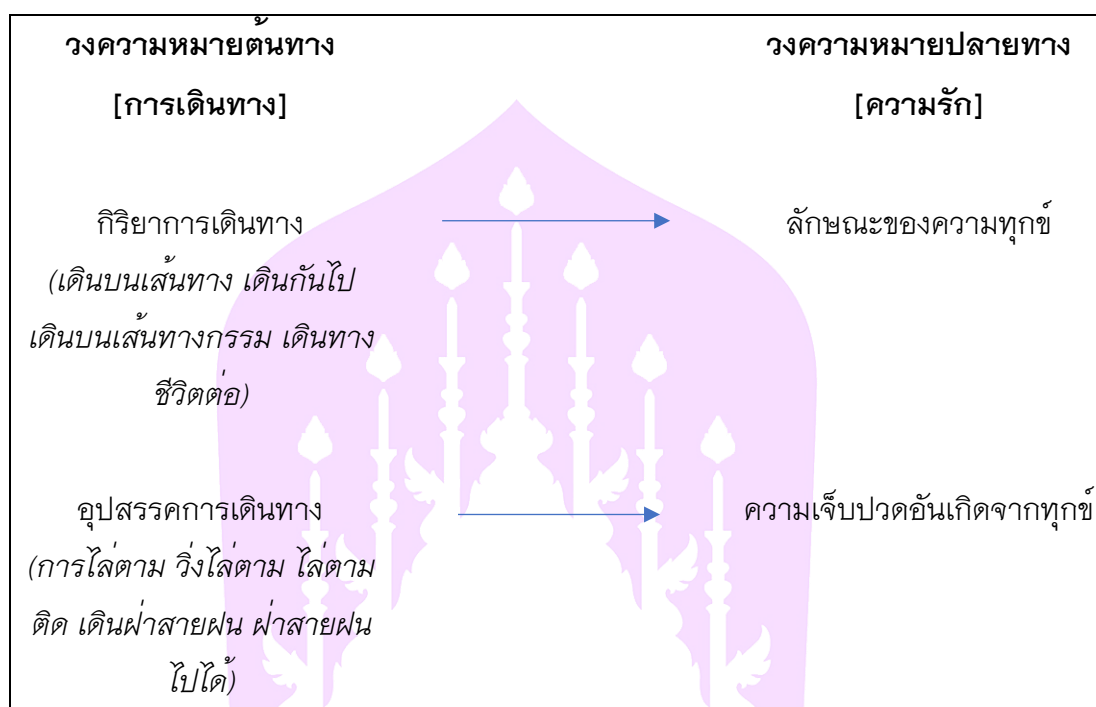 วงความหมายต้นทาง
[การเดินทาง]
วงความหมายปลายทาง
[ความรัก]
กิริยาการเดินทาง
(เดินบนเส้นทาง เดินกันไป
เดินบนเส้นทางกรรม เดินทาง
ชีวิตต่อ)
ลักษณะของความทุกข์
อุปสรรคการเดินทาง
(การไล่ตาม วิ่งไล่ตาม ไล่ตาม
ติด เดินฝ่าสายฝน ฝ่าสายฝน
ไปได้)
ความเจ็บปวดอันเกิดจากทุกข์